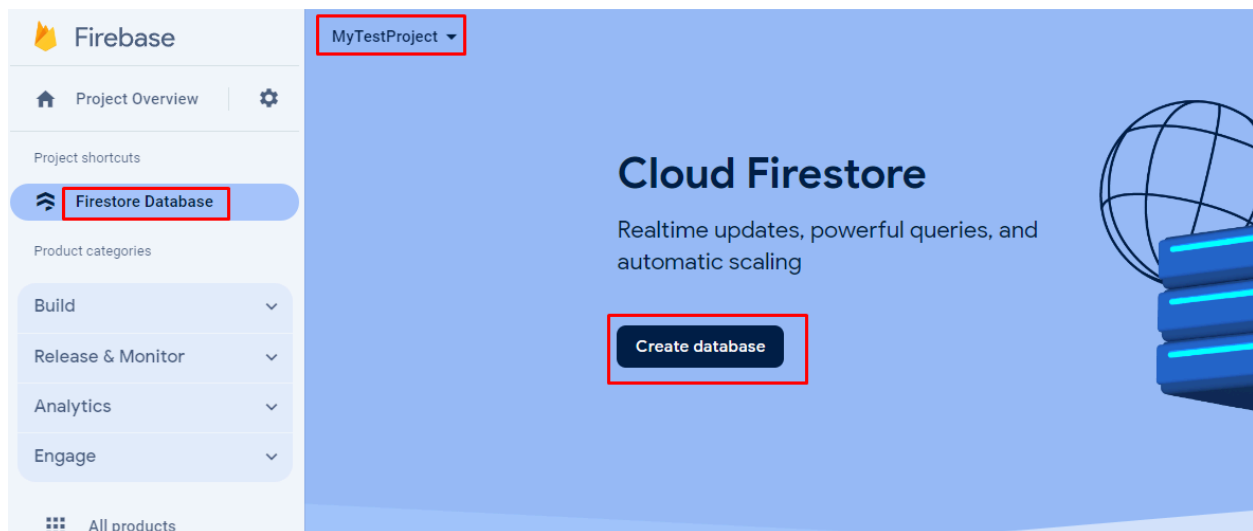 Firebase
MyTestProject
Project Overview
Project shortcuts
Firestore Database
Product categories
Build
Release & Monitor
Analytics
Engage
All products
Cloud Firestore
Realtime updates, powerful queries, and
automatic scaling
Create database